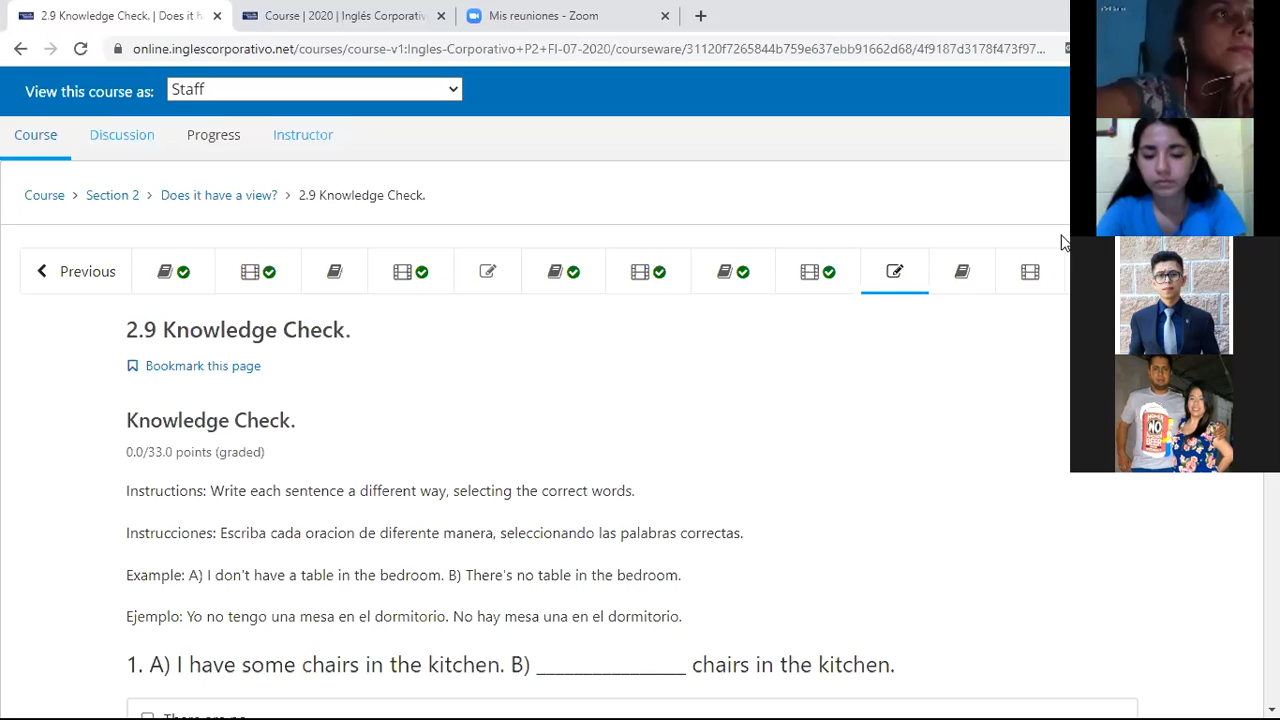 2.9 Knowledge Check. | Does it h
Course | 2020 | Inglés Corporativ
Mis reuniones - Zoom
online.inglescorporativo.net/courses/course-v1:Ingles-Corporativo+P2+FI-07-2020/courseware/31120f7265844b759e637ebb91662d68/4f9187d3178f473f97...
View this course as: Staff
Course Discussion Progress Instructor
Course > Section 2 > Does it have a view? > 2.9 Knowledge Check.
Previous
2.9 Knowledge Check.
Bookmark this page
Knowledge Check.
0.0/33.0 points (graded)
Instructions: Write each sentence a different way, selecting the correct words.
Instrucciones: Escriba cada oracion de diferente manera, seleccionando las palabras correctas.
Example: A) I don't have a table in the bedroom. B) There's no table in the bedroom.
Ejemplo: Yo no tengo una mesa en el dormitorio. No hay mesa una en el dormitorio.
1. A) I have some chairs in the kitchen. B) ________________ chairs in the kitchen.
There are no
NO
BEER